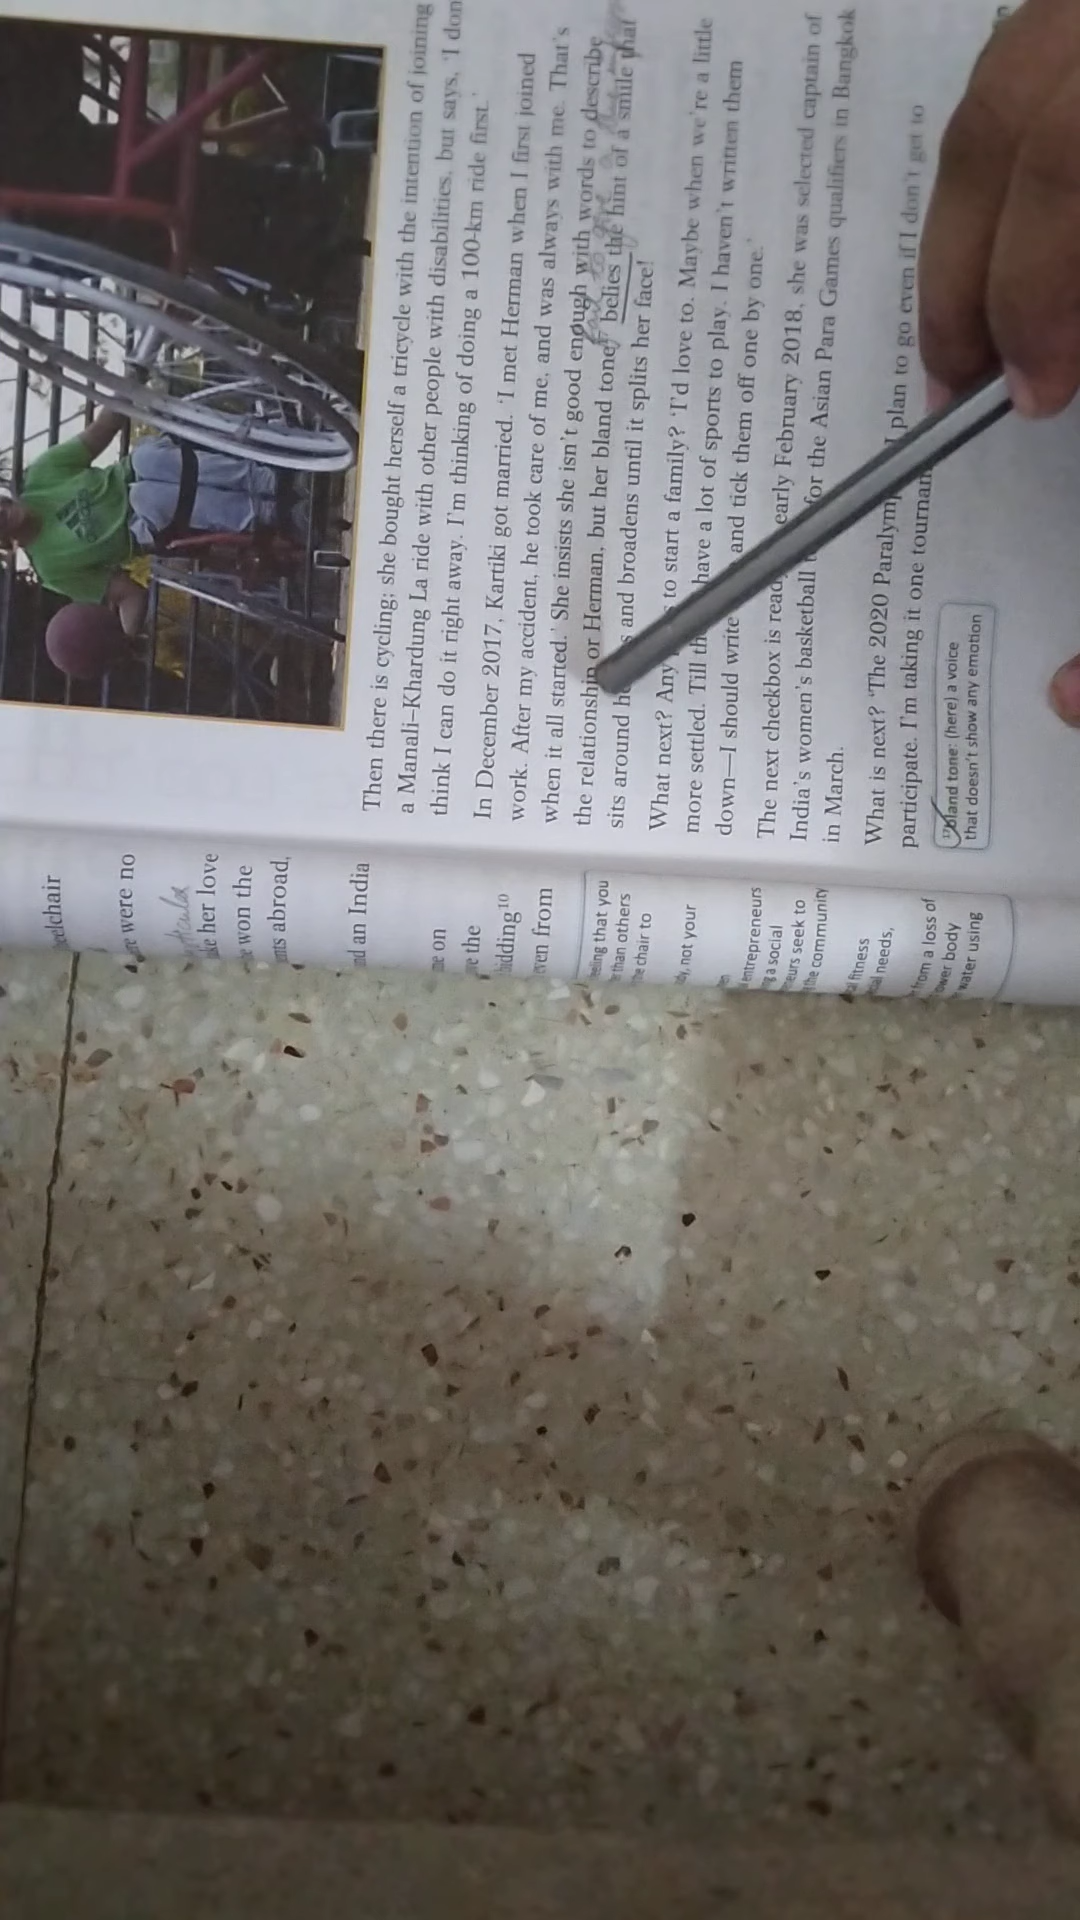 Then there is cycling; she bought herself a tricycle with the intention of joining
a Manali–Khardung La ride with other people with disabilities, but says, 'I don
think I can do it right away. I'm thinking of doing a 100-km ride first.'
In December 2017, Kartiki got married. 'I met Herman when I first joined
work. After my accident, he took care of me, and was always with me. That's
when it all started.' She insists she isn't good enough with words to describe
the relationship or Herman, but her bland tone belies the hint of a smile that
sits around and broadens until it splits her face!
What next? Any to start a family? 'I'd love to. Maybe when we're a little
more settled. Till have a lot of sports to play. I haven't written them
down—I should write and tick them off one by one.'
The next checkbox is early February 2018, she was selected captain of
India's women's basketball for the Asian Para Games qualifiers in Bangkok
in March.
What is next? 'The 2020 I plan to go even if I don't get to
participate. I'm taking it one
bland tone: (here) a voice
that doesn't show any emotion
were no
her love
won the
abroad,
an India
on
the
even from
that you
than others
chair to
not your
entrepreneurs
social
seek to
the community
fitness
needs,
from a loss of
body
water using